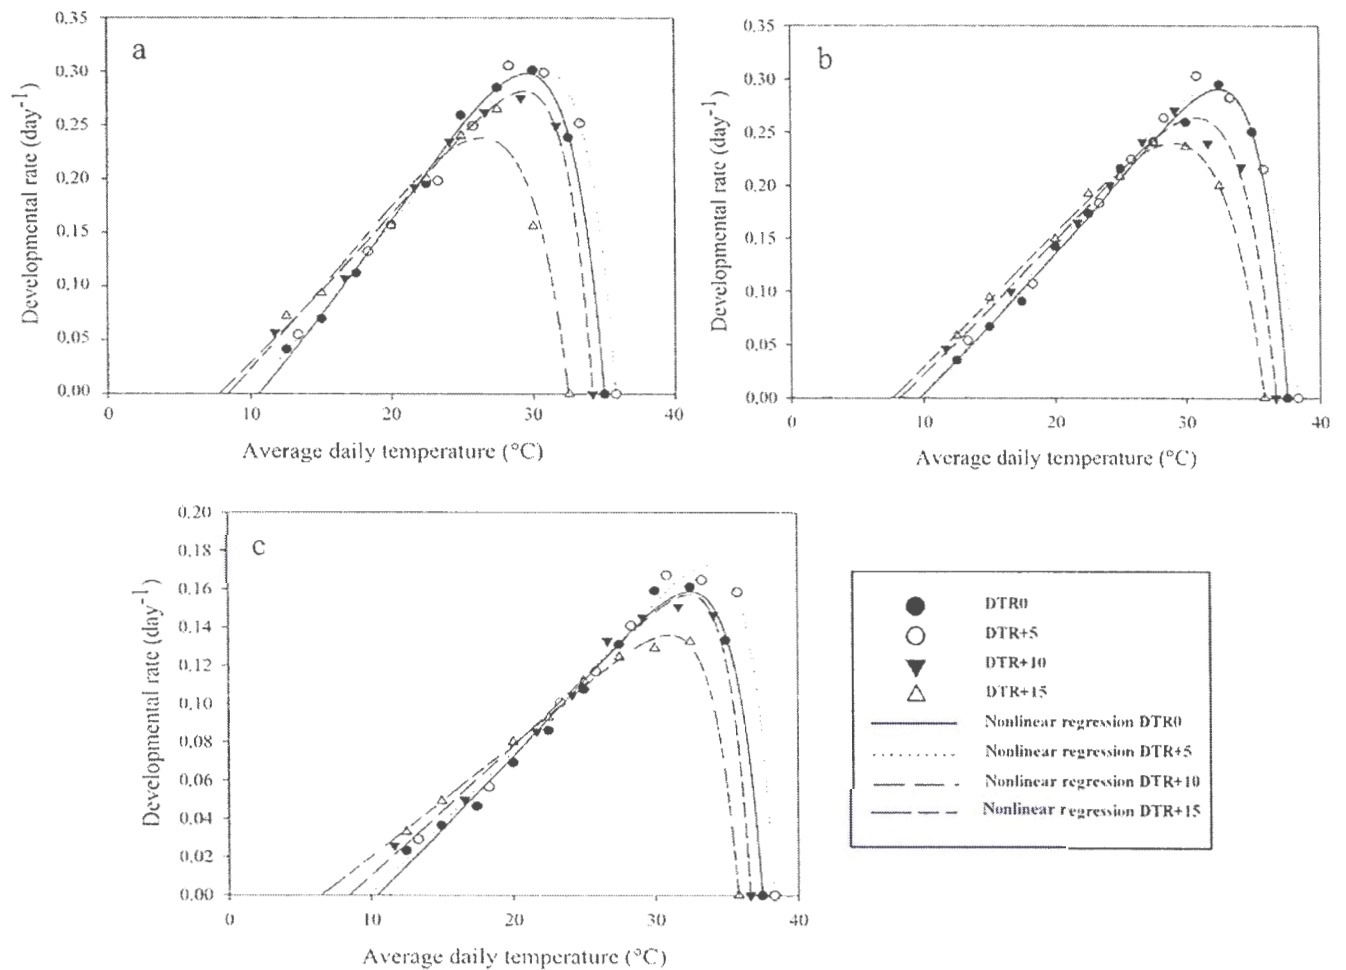 a
0.35
0.30
0.25
0.20
0.15
0.10
0.05
0.00
0 10 20 30 40
Developmental rate (day-1)
Average daily temperature (°C)
b
0.35
0.30
0.25
0.20
0.15
0.10
0.05
0.00
0 10 20 30 40
Developmental rate (day-1)
Average daily temperature (°C)
c
0.20
0.18
0.16
0.14
0.12
0.10
0.08
0.06
0.04
0.02
0.00
0 10 20 30 40
Developmental rate (day-1)
Average daily temperature (°C)
DTR0
DTR+5
DTR+10
DTR+15
Nonlinear regression DTR0
Nonlinear regression DTR+5
Nonlinear regression DTR+10
Nonlinear regression DTR+15